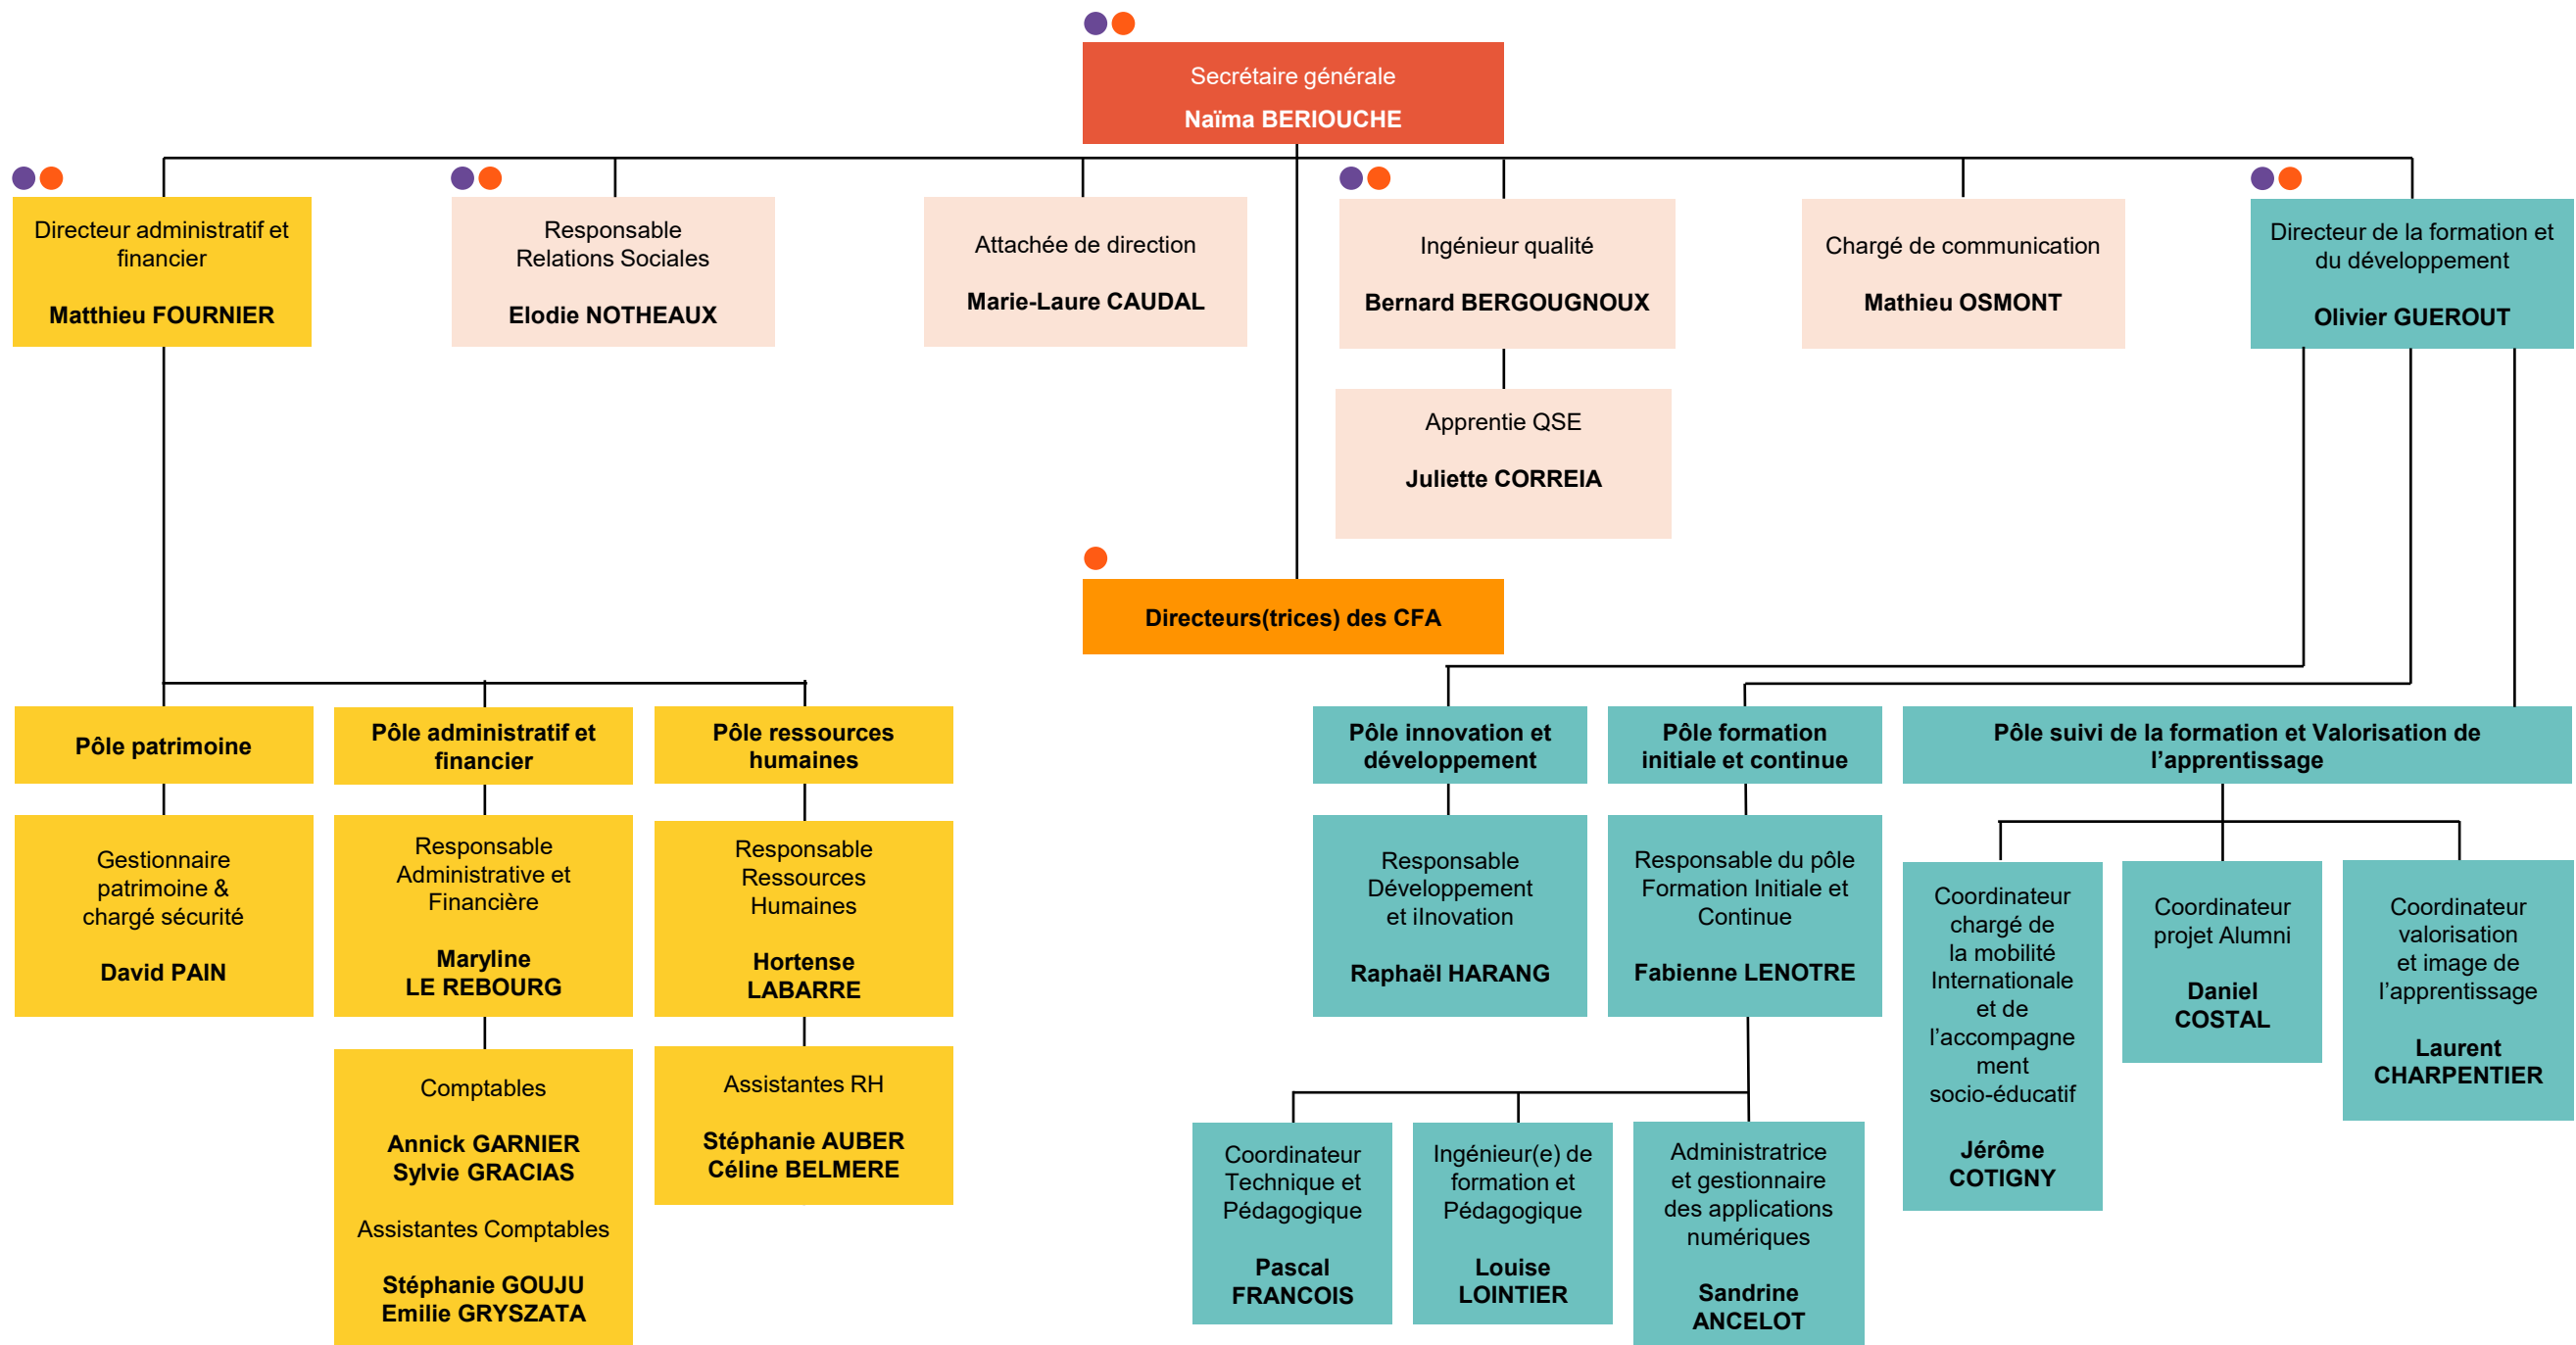 Secrétaire générale
Naïma BERIOUCHE
Directeur administratif et
financier
Matthieu FOURNIER
Responsable
Relations Sociales
Elodie NOTHEAUX
Attachée de direction
Marie-Laure CAUDAL
Ingénieur qualité
Bernard BERGOUGNOUX
Chargé de communication
Mathieu OSMONT
Directeur de la formation et
du développement
Olivier GUEROUT
Apprentie QSE
Juliette CORREIA
Directeurs(trices) des CFA
Pôle patrimoine
Gestionnaire
patrimoine &
chargé sécurité
David PAIN
Pôle administratif et
financier
Responsable
Administrative et
Financière
Maryline
LE REBOURG
Comptables
Annick GARNIER
Sylvie GRACIAS
Assistantes Comptables
Stéphanie GOUJU
Emilie GRYSZATA
Pôle ressources
humaines
Responsable
Ressources
Humaines
Hortense
LABARRE
Assistantes RH
Stéphanie AUBER
Céline BELMERE
Pôle innovation et
développement
Responsable
Développement
et iInovation
Raphaël HARANG
Pôle formation
initiale et continue
Responsable du pôle
Formation Initiale et
Continue
Fabienne LENOTRE
Coordinateur
Technique et
Pédagogique
Pascal
FRANCOIS
Ingénieur(e) de
formation et
Pédagogique
Louise
LOINTIER
Administratrice
et gestionnaire
des applications
numériques
Sandrine
ANCELOT
Pôle suivi de la formation et Valorisation de
l’apprentissage
Coordinateur
chargé de
la mobilité
Internationale
et de
l’accompagne
ment
socio-éducatif
Jérôme
COTIGNY
Coordinateur
projet Alumni
Daniel
COSTAL
Coordinateur
valorisation
et image de
l’apprentissage
Laurent
CHARPENTIER